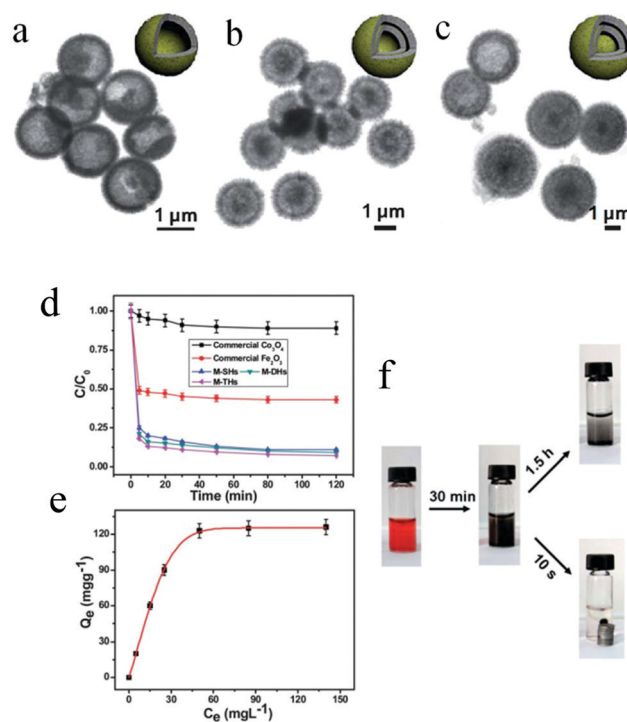 a
b
c
1 μm
1 μm
1 μm
d
C/C₀
1.00
0.75
0.50
0.25
0.00
Commercial Co₃O₄
Commercial Fe₂O₃
M-SHs M-DHs
M-THs
0 20 40 60 80 100 120
Time (min)
e
Qₑ (mgg⁻¹)
120
90
60
30
0
0 30 60 90 120 150
Cₑ (mgL⁻¹)
f
30 min
1.5 h
10 s